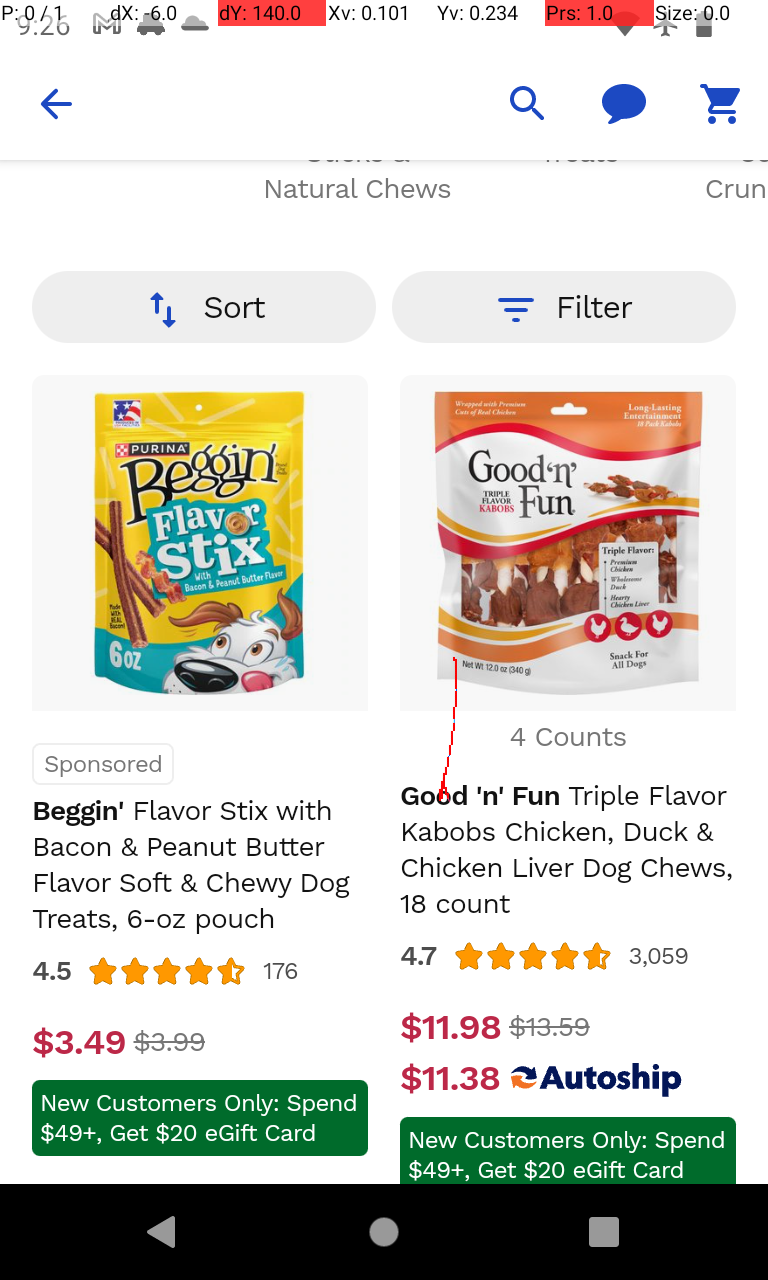 P: 0 / 1 dX: -6.0 dY: 140.0 Xv: 0.101 Yv: 0.234 Prs: 1.0 Size: 0.0
9:26
Natural Chews
Treats
Crun
Sort
Filter
PURINA
Beggin'
Flavor
Stix
With
Bacon & Peanut Butter Flavor
Made
With
REAL
Bacon!
6 OZ
Wrapped with Premium
Cuts of Real Chicken
Long-Lasting
Entertainment
18 Pack Kabobs
Good 'n'
Fun
TRIPLE
FLAVOR
KABOBS
Triple Flavor:
• Premium
Chicken
• Wholesome
Duck
• Hearty
Chicken Liver
Snack For
All Dogs
Net Wt 12.0 oz (340 g)
Sponsored
Beggin' Flavor Stix with
Bacon & Peanut Butter
Flavor Soft & Chewy Dog
Treats, 6-oz pouch
4.5 176
$3.49 $3.99
New Customers Only: Spend
$49+, Get $20 eGift Card
4 Counts
Good 'n' Fun Triple Flavor
Kabobs Chicken, Duck &
Chicken Liver Dog Chews,
18 count
4.7 3,059
$11.98 $13.59
$11.38 Autoship
New Customers Only: Spend
$49+, Get $20 eGift Card